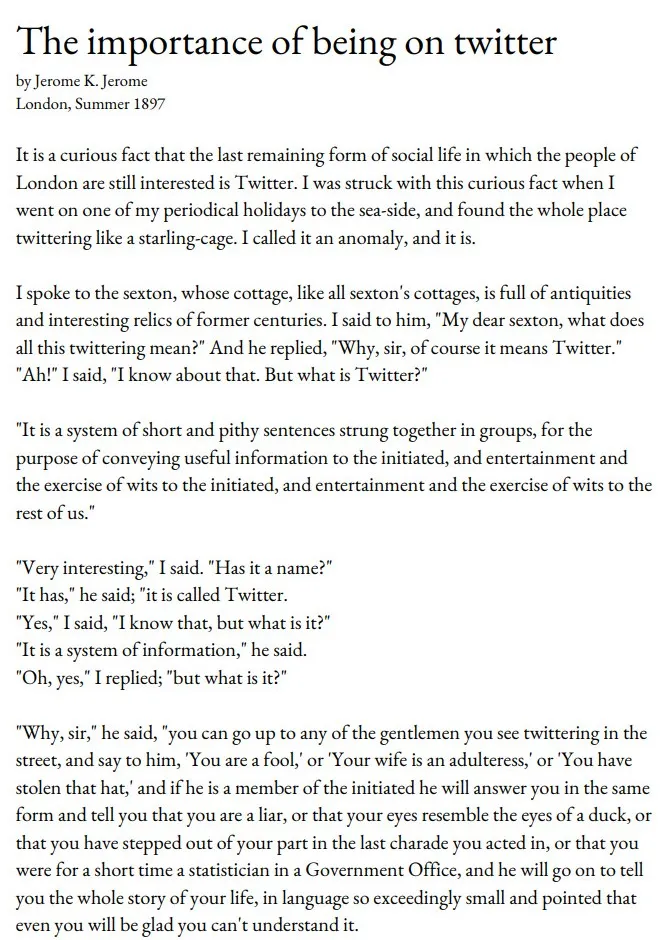 The importance of being on twitter
by Jerome K. Jerome
London, Summer 1897
It is a curious fact that the last remaining form of social life in which the people of
London are still interested is Twitter. I was struck with this curious fact when I
went on one of my periodical holidays to the sea-side, and found the whole place
twittering like a starling-cage. I called it an anomaly, and it is.
I spoke to the sexton, whose cottage, like all sexton's cottages, is full of antiquities
and interesting relics of former centuries. I said to him, "My dear sexton, what does
all this twittering mean?" And he replied, "Why, sir, of course it means Twitter."
"Ah!" I said, "I know about that. But what is Twitter?"
"It is a system of short and pithy sentences strung together in groups, for the
purpose of conveying useful information to the initiated, and entertainment and
the exercise of wits to the initiated, and entertainment and the exercise of wits to the
rest of us."
"Very interesting," I said. "Has it a name?"
"It has," he said; "it is called Twitter.
"Yes," I said, "I know that, but what is it?"
"It is a system of information," he said.
"Oh, yes," I replied; "but what is it?"
"Why, sir," he said, "you can go up to any of the gentlemen you see twittering in the
street, and say to him, 'You are a fool,' or 'Your wife is an adulteress,' or 'You have
stolen that hat,' and if he is a member of the initiated he will answer you in the same
form and tell you that you are a liar, or that your eyes resemble the eyes of a duck, or
that you have stepped out of your part in the last charade you acted in, or that you
were for a short time a statistician in a Government Office, and he will go on to tell
you the whole story of your life, in language so exceedingly small and pointed that
even you will be glad you can't understand it.